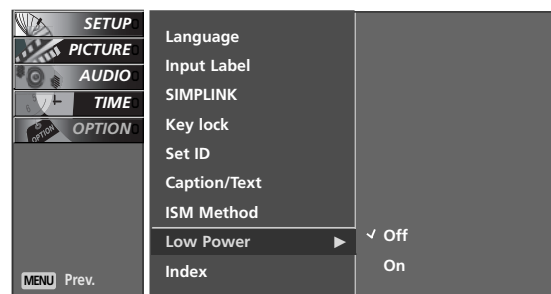 SETUP
PICTURE
AUDIO
TIME
OPTION
MENU Prev.
Language
Input Label
SIMPLINK
Key lock
Set ID
Caption/Text
ISM Method
Low Power ▶
Index
✓ Off
On